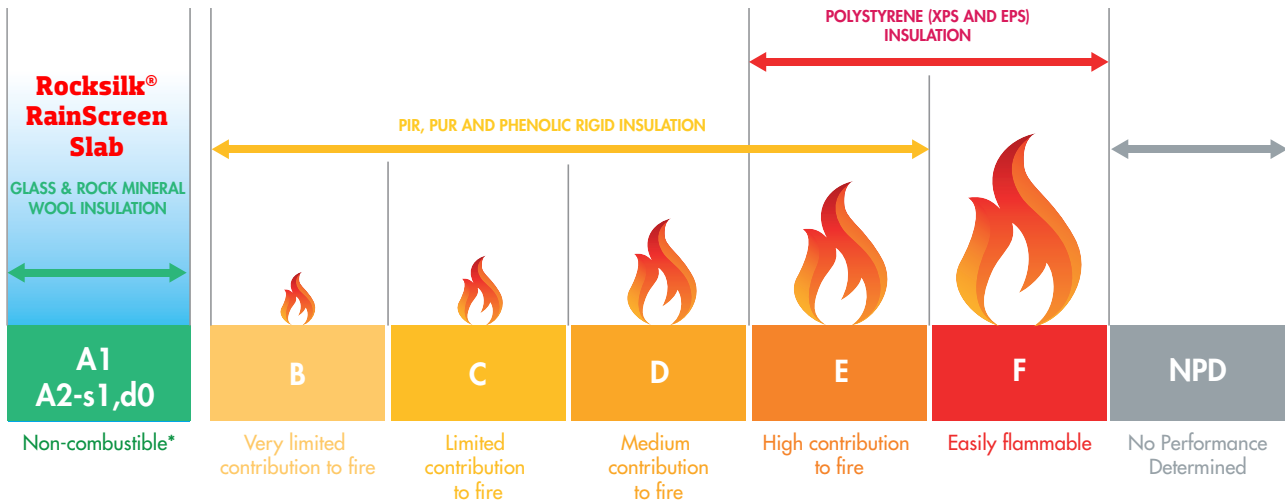 POLYSTYRENE (XPS AND EPS)
INSULATION
Rocksilk®
RainScreen
Slab
PIR, PUR AND PHENOLIC RIGID INSULATION
GLASS & ROCK MINERAL
WOOL INSULATION
A1
A2-s1,d0
B
C
D
E
F
NPD
Non-combustible*
Very limited
contribution to fire
Limited
contribution
to fire
Medium
contribution
to fire
High contribution
to fire
Easily flammable
No Performance
Determined